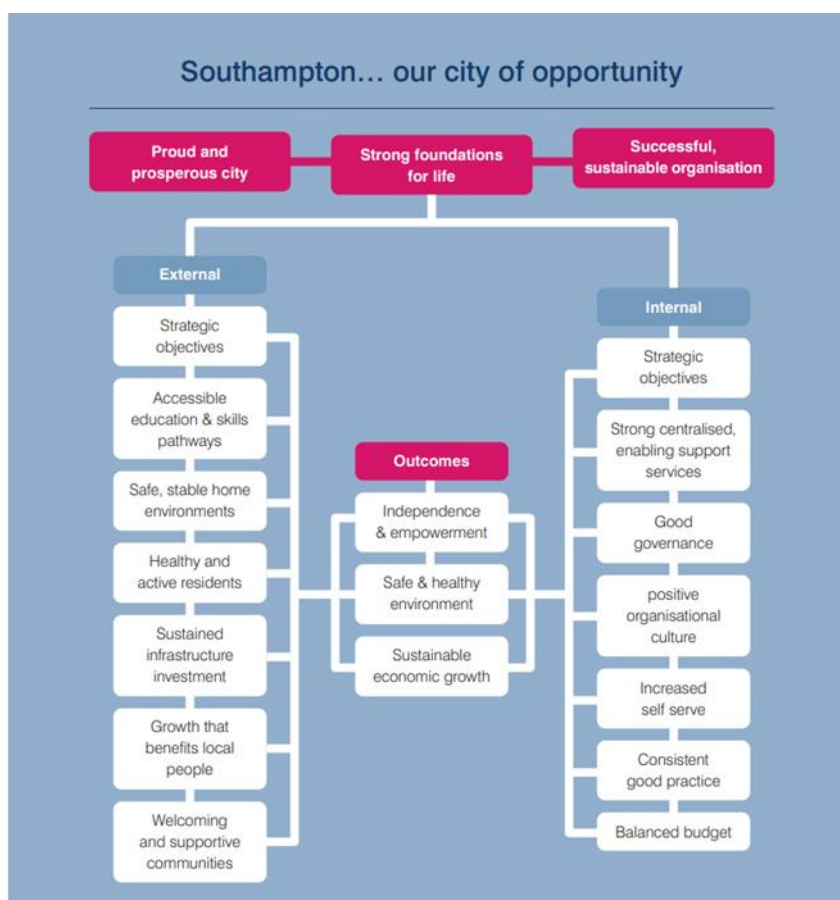 Southampton… our city of opportunity
Proud and
prosperous city
Strong foundations
for life
Successful,
sustainable organisation
External
Strategic
objectives
Accessible
education & skills
pathways
Safe, stable home
environments
Healthy and
active residents
Sustained
infrastructure
investment
Growth that
benefits local
people
Welcoming
and supportive
communities
Outcomes
Independence
& empowerment
Safe & healthy
environment
Sustainable
economic growth
Internal
Strategic
objectives
Strong centralised,
enabling support
services
Good
governance
positive
organisational
culture
Increased
self serve
Consistent
good practice
Balanced budget